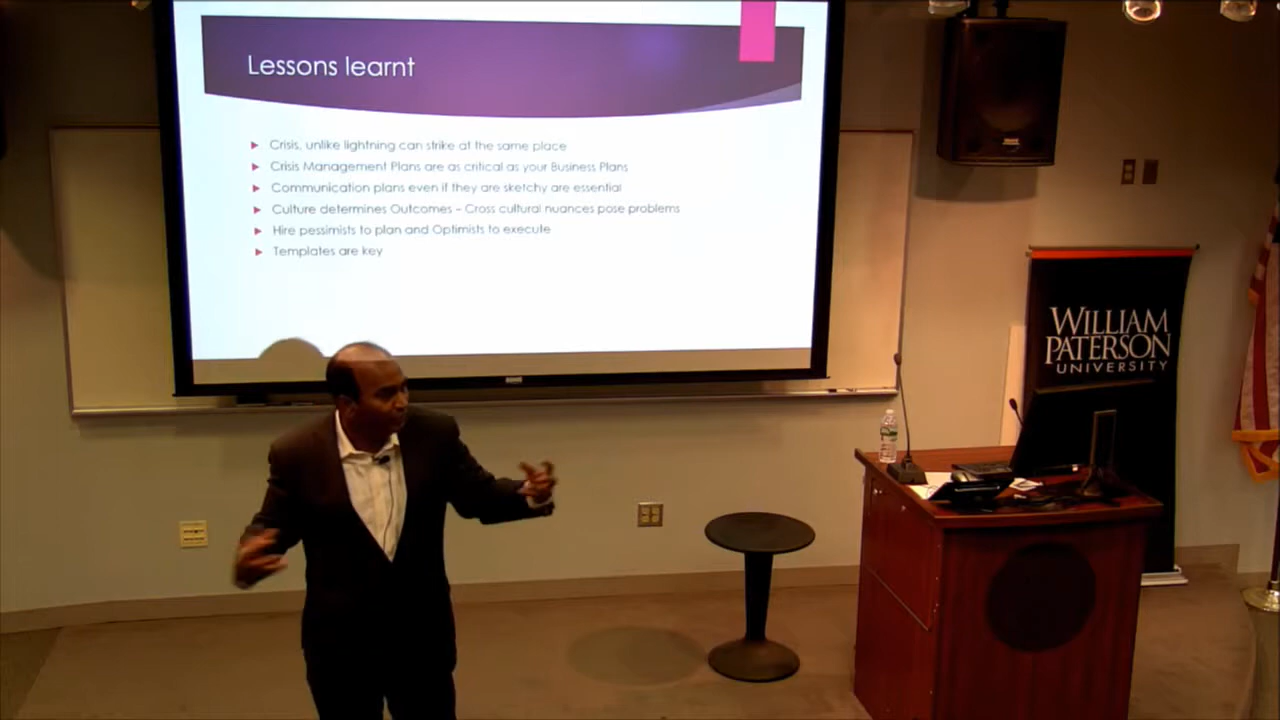 Lessons learnt
Crisis, unlike lightning can strike at the same place
Crisis Management Plans are as critical as your Business Plans
Communication plans even if they are sketchy are essential
Culture determines Outcomes – Cross cultural nuances pose problems
Hire pessimists to plan and Optimists to execute
Templates are key
WILLIAM
PATERSON
UNIVERSITY